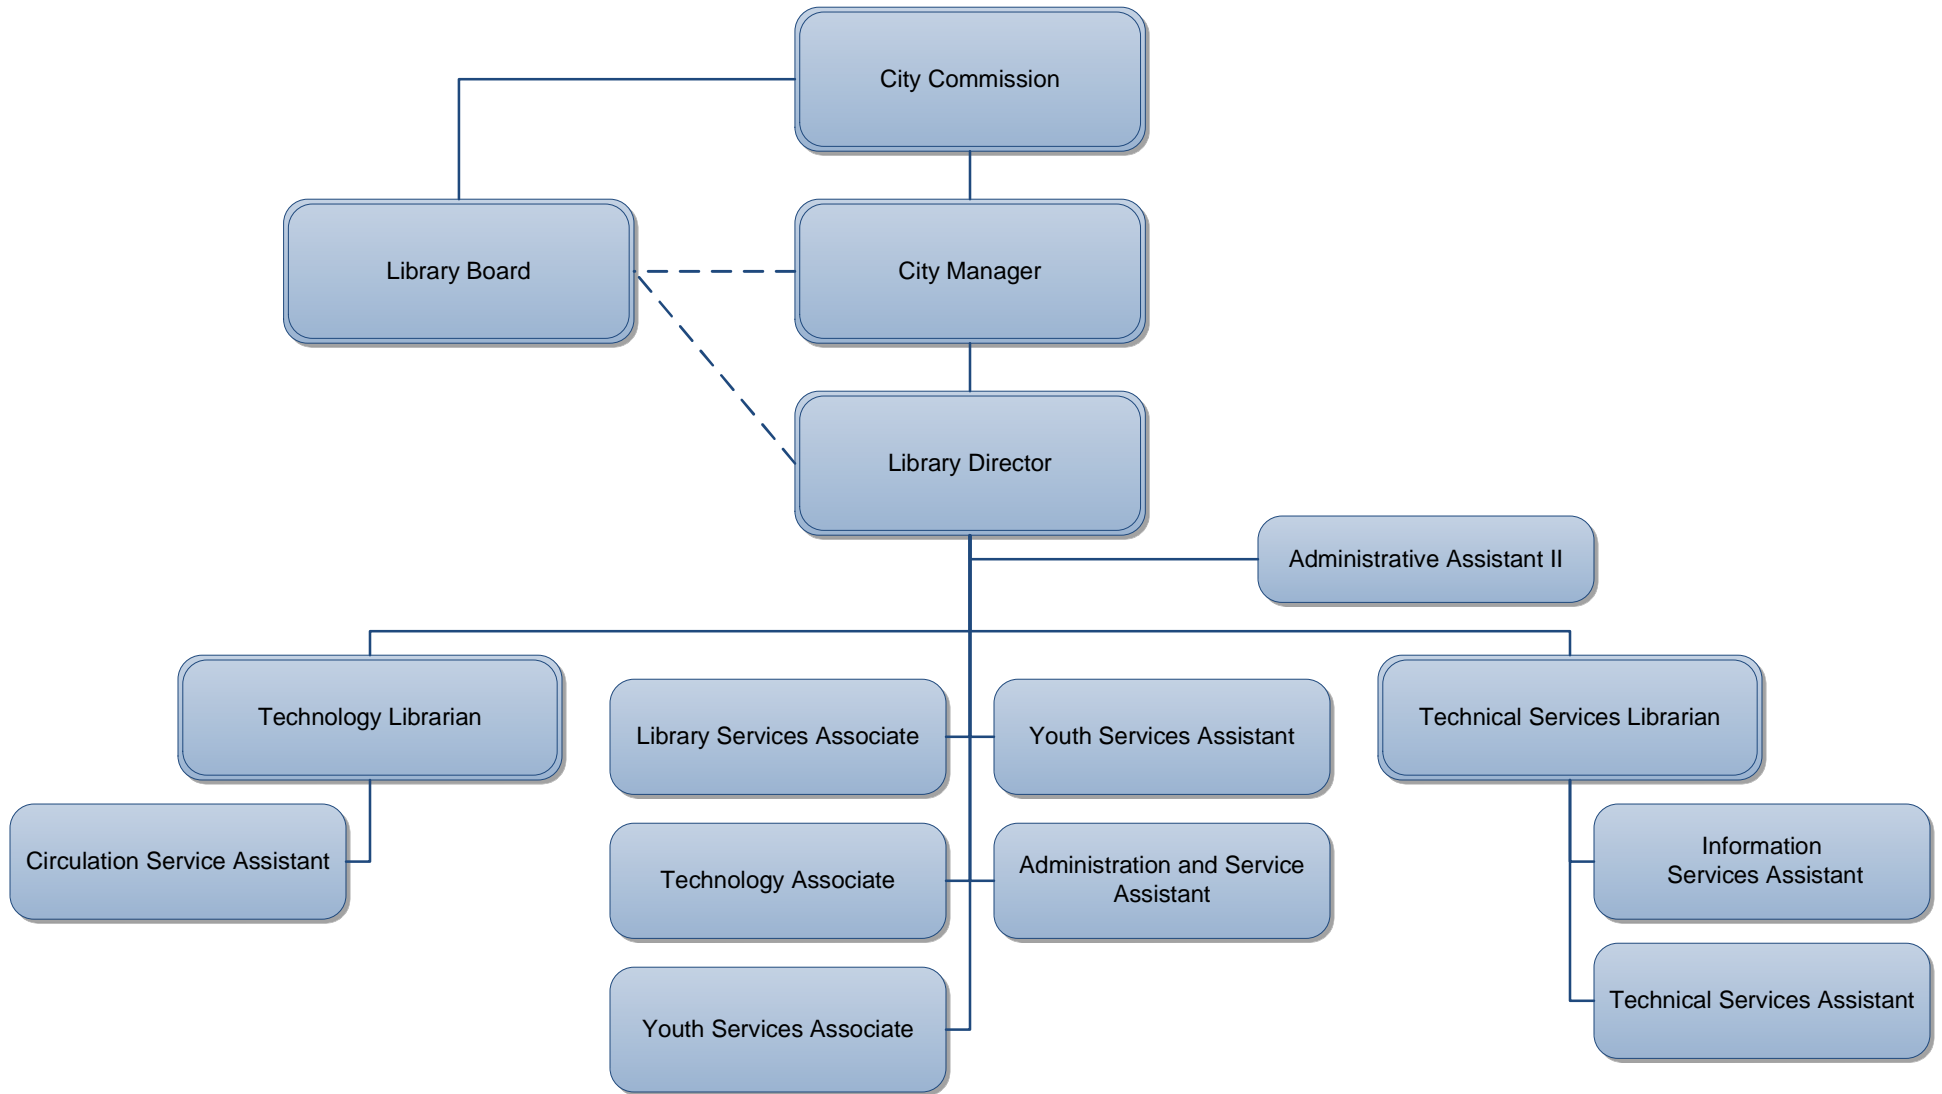 City Commission
Library Board
City Manager
Library Director
Administrative Assistant II
Technology Librarian
Library Services Associate
Youth Services Assistant
Technical Services Librarian
Circulation Service Assistant
Technology Associate
Administration and Service
Assistant
Information
Services Assistant
Youth Services Associate
Technical Services Assistant